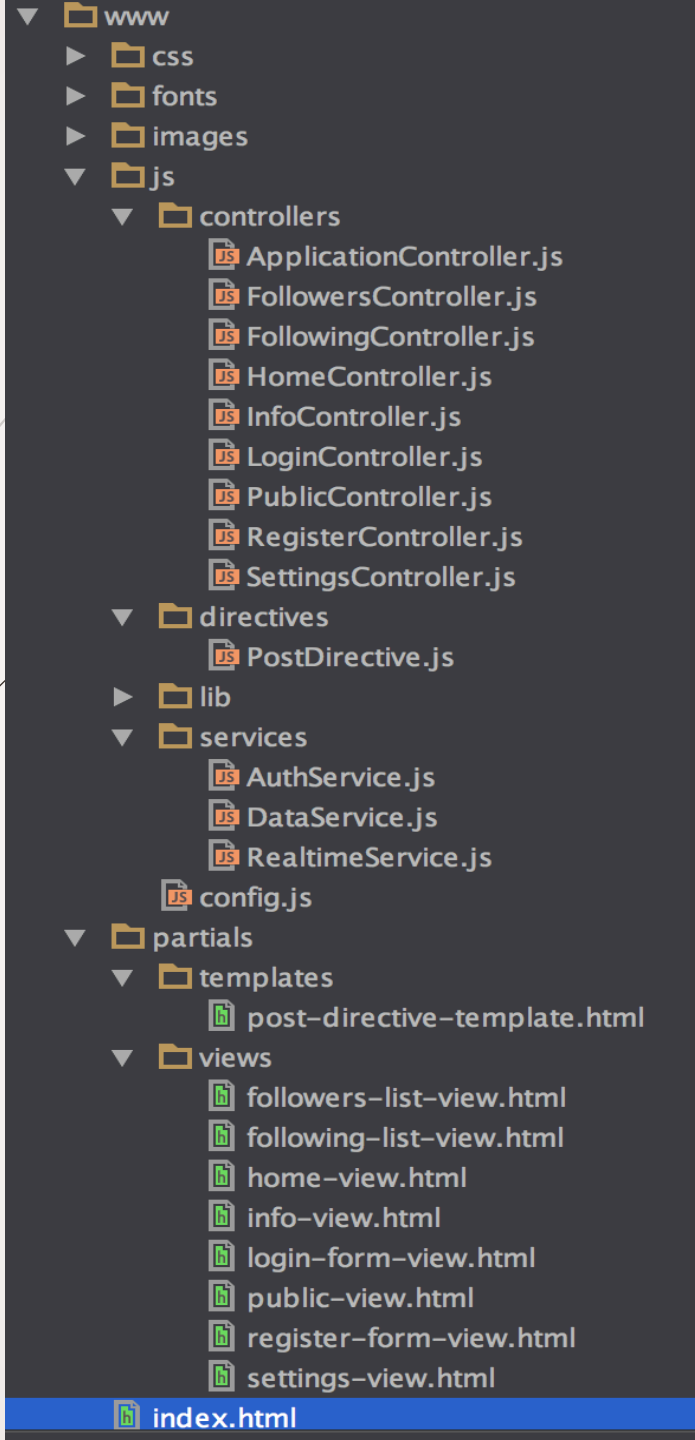 www
css
fonts
images
js
controllers
ApplicationController.js
FollowersController.js
FollowingController.js
HomeController.js
InfoController.js
LoginController.js
PublicController.js
RegisterController.js
SettingsController.js
directives
PostDirective.js
lib
services
AuthService.js
DataService.js
RealtimeService.js
config.js
partials
templates
post-directive-template.html
views
followers-list-view.html
following-list-view.html
home-view.html
info-view.html
login-form-view.html
public-view.html
register-form-view.html
settings-view.html
index.html